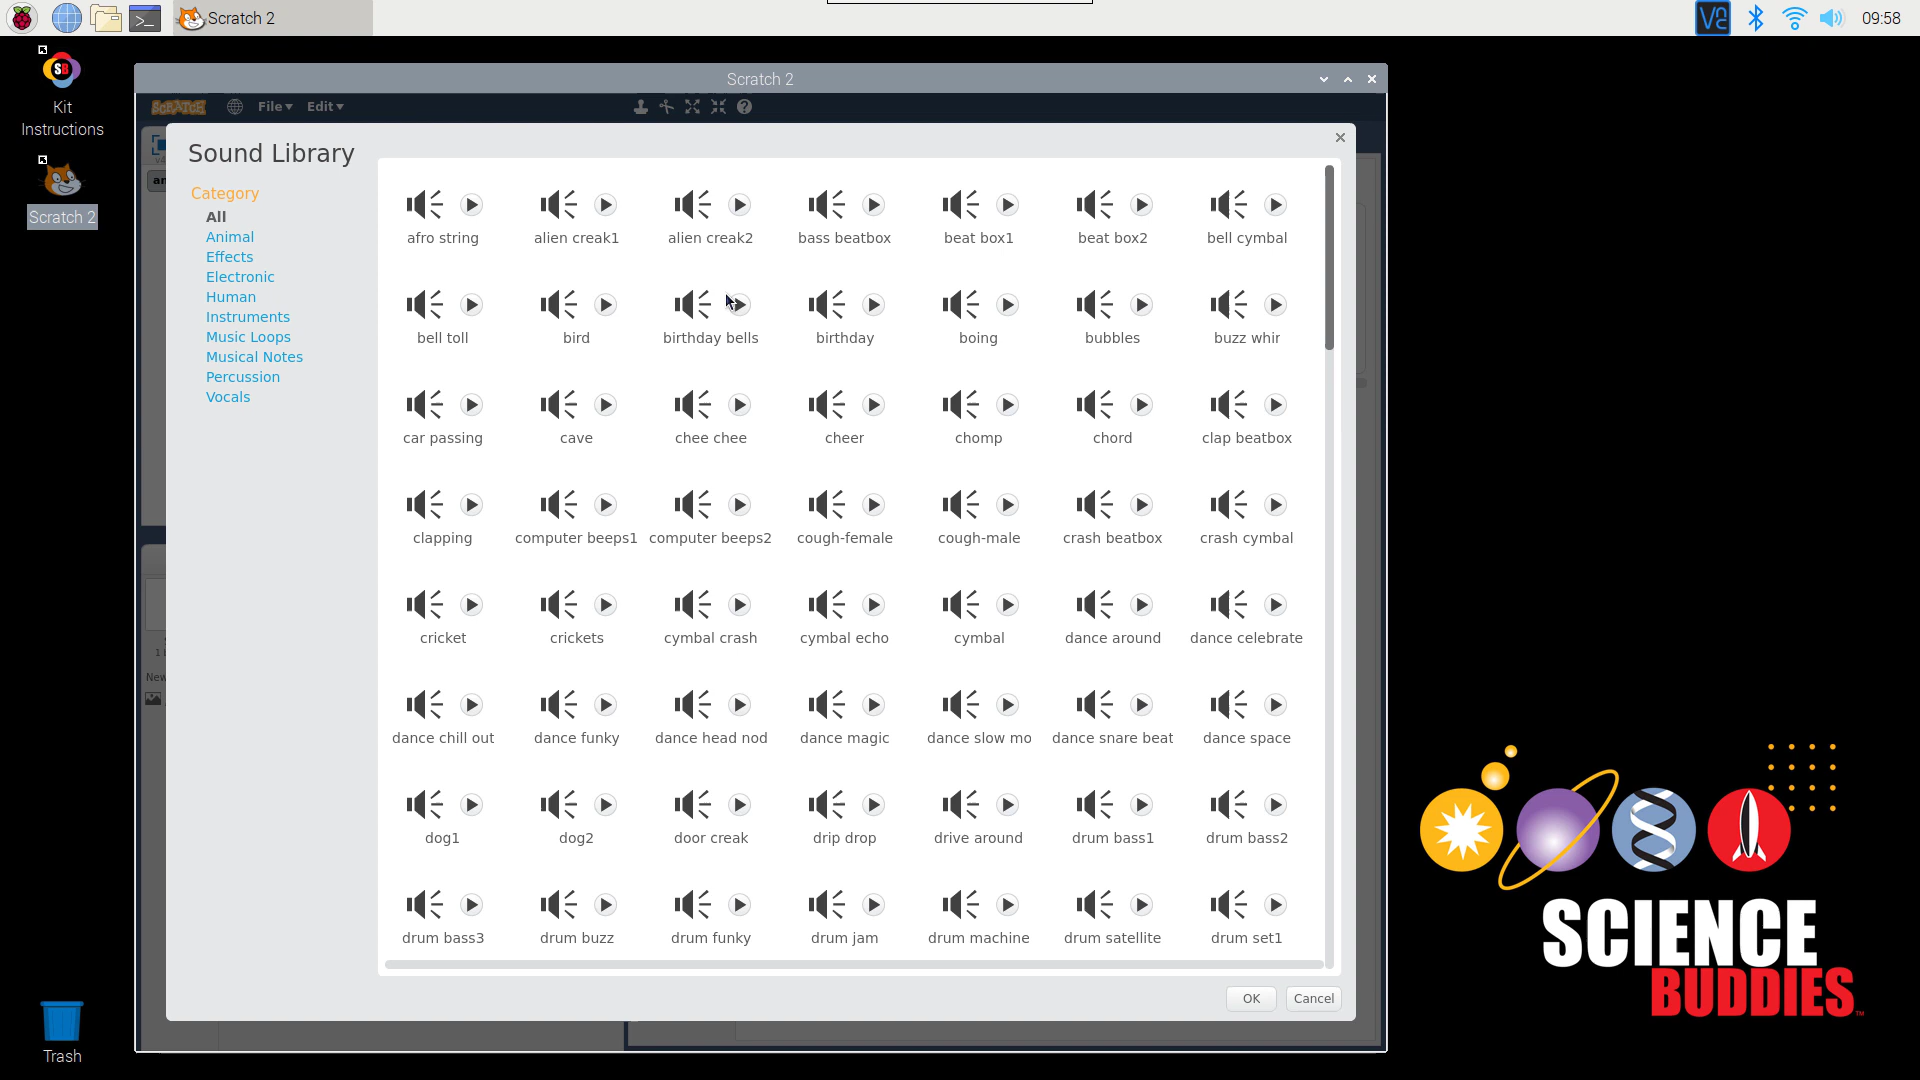 Scratch 2
09:58
Kit
Instructions
Scratch 2
Scratch 2
SCRATCH
File
Edit
Sound Library
Category
All
Animal
Effects
Electronic
Human
Instruments
Music Loops
Musical Notes
Percussion
Vocals
afro string
alien creak1
alien creak2
bass beatbox
beat box1
beat box2
bell cymbal
bell toll
bird
birthday bells
birthday
boing
bubbles
buzz whir
car passing
cave
chee chee
cheer
chomp
chord
clap beatbox
clapping
computer beeps1
computer beeps2
cough-female
cough-male
crash beatbox
crash cymbal
cricket
crickets
cymbal crash
cymbal echo
cymbal
dance around
dance celebrate
dance chill out
dance funky
dance head nod
dance magic
dance slow mo
dance snare beat
dance space
dog1
dog2
door creak
drip drop
drive around
drum bass1
drum bass2
drum bass3
drum buzz
drum funky
drum jam
drum machine
drum satellite
drum set1
OK
Cancel
New
SCIENCE
BUDDIES™
Trash